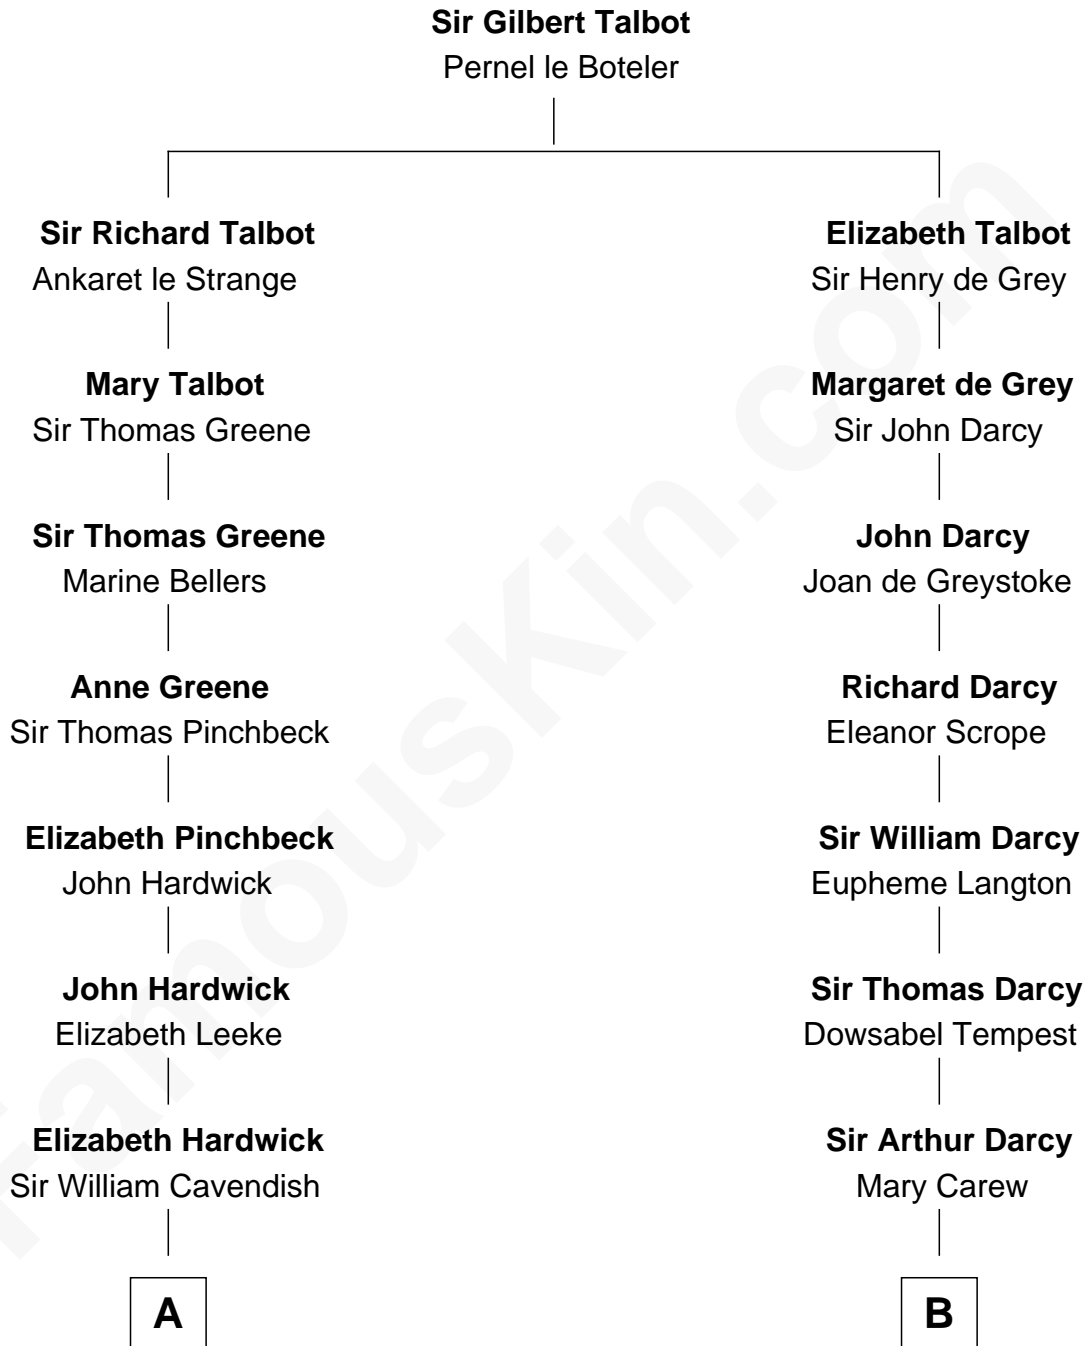 Sir Gilbert Talbot
Pernel le Boteler
Sir Richard Talbot
Ankaret le Strange
Elizabeth Talbot
Sir Henry de Grey
Mary Talbot
Sir Thomas Greene
Margaret de Grey
Sir John Darcy
Sir Thomas Greene
Marine Bellers
John Darcy
Joan de Greystoke
Anne Greene
Sir Thomas Pinchbeck
Richard Darcy
Eleanor Scrope
Elizabeth Pinchbeck
John Hardwick
Sir William Darcy
Eupheme Langton
John Hardwick
Elizabeth Leeke
Sir Thomas Darcy
Dowsabel Tempest
Elizabeth Hardwick
Sir William Cavendish
Sir Arthur Darcy
Mary Carew
A
B
FamousKin.com